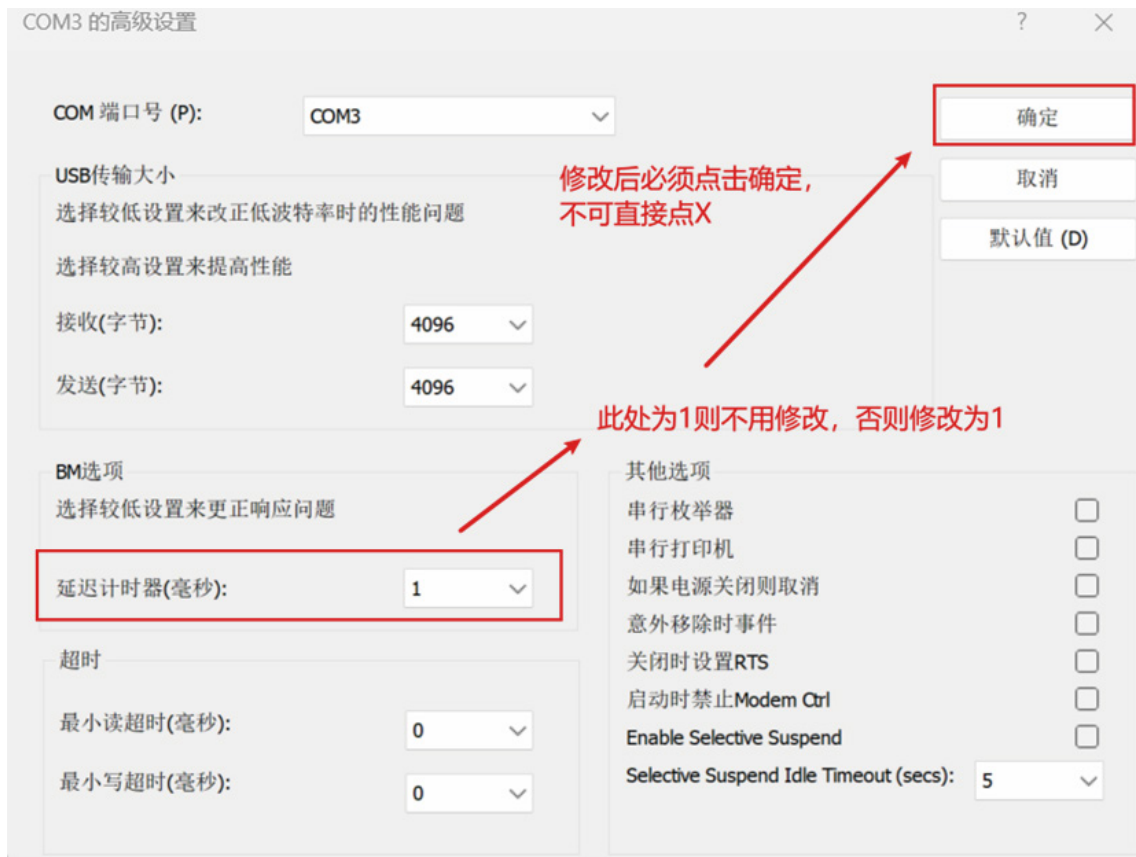 COM3 的高级设置
COM 端口号 (P):
COM3
确定
USB传输大小
修改后必须点击确定，
不可直接点X
取消
选择较低设置来改正低波特率时的性能问题
默认值 (D)
选择较高设置来提高性能
接收(字节):
4096
发送(字节):
4096
此处为1则不用修改，否则修改为1
BM选项
选择较低设置来更正响应问题
延迟计时器(毫秒):
1
超时
最小读超时(毫秒):
0
最小写超时(毫秒):
0
其他选项
串行枚举器
串行打印机
如果电源关闭则取消
意外移除时事件
关闭时设置RTS
启动时禁止Modem Ctrl
Enable Selective Suspend
Selective Suspend Idle Timeout (secs):
5